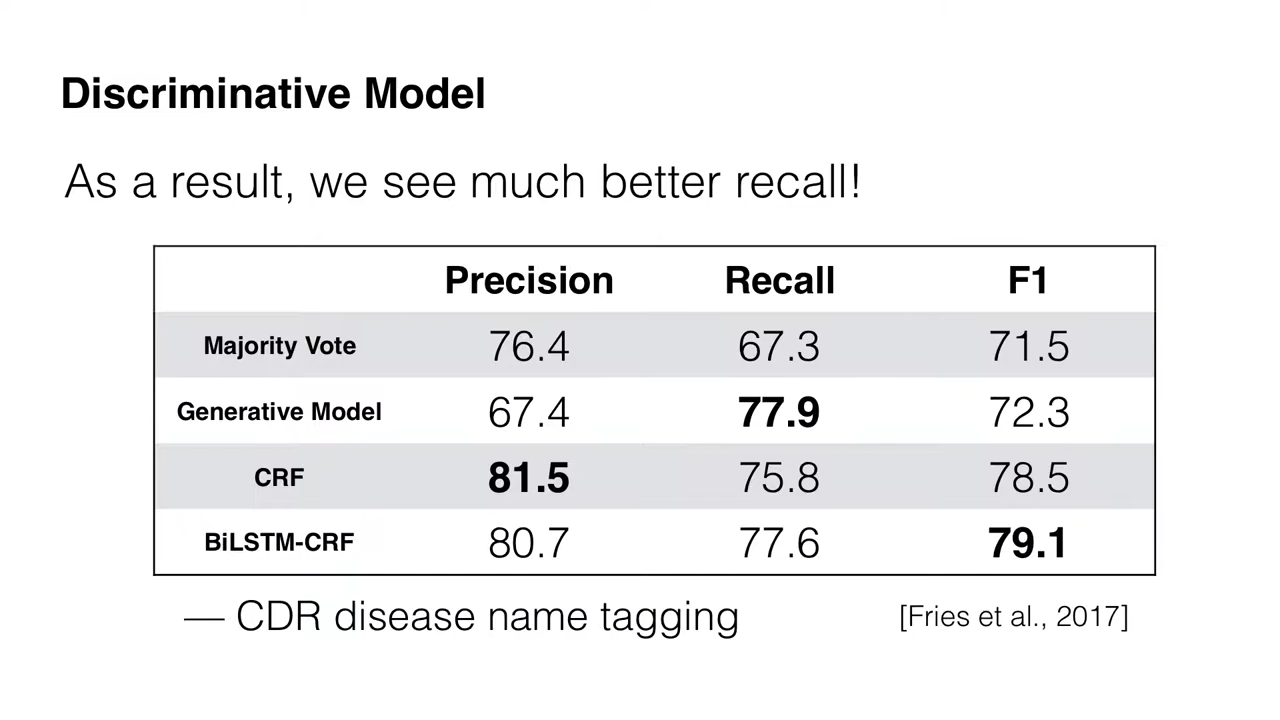 Discriminative Model
As a result, we see much better recall!
Precision Recall F1
Majority Vote 76.4 67.3 71.5
Generative Model 67.4 77.9 72.3
CRF 81.5 75.8 78.5
BiLSTM-CRF 80.7 77.6 79.1
— CDR disease name tagging [Fries et al., 2017]